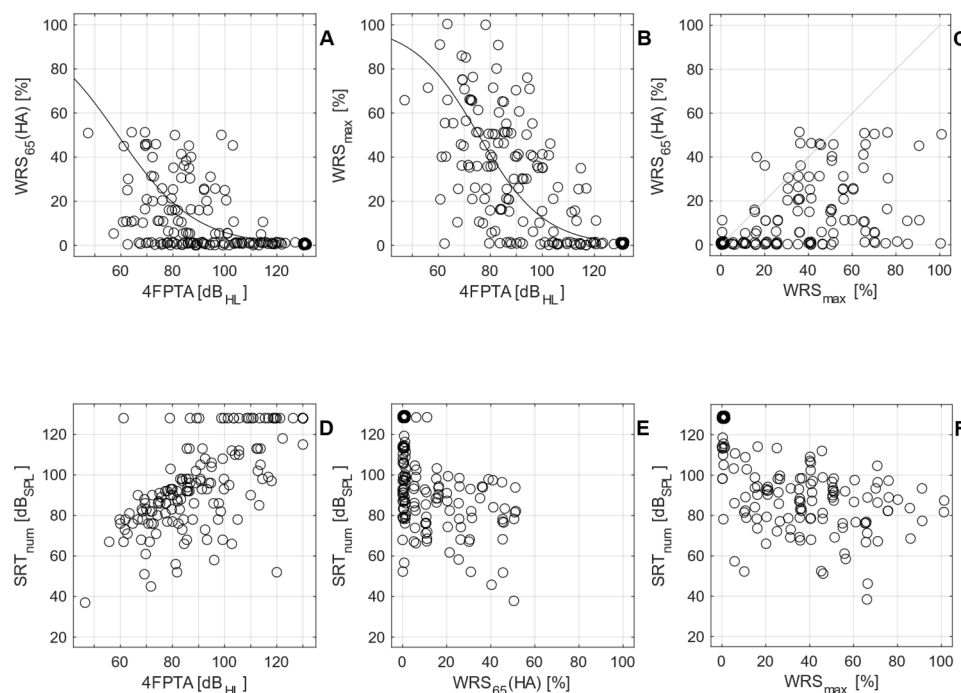 A
WRS65(HA) [%]
100
80
60
40
20
0
60 80 100 120
4FPTA [dBHL]
B
WRSmax [%]
100
80
60
40
20
0
60 80 100 120
4FPTA [dBHL]
C
WRS65(HA) [%]
100
80
60
40
20
0
0 20 40 60 80 100
WRSmax [%]
D
SRTnum [dBSPL]
120
100
80
60
40
20
60 80 100 120
4FPTA [dBHL]
E
SRTnum [dBSPL]
120
100
80
60
40
20
0 20 40 60 80 100
WRS65(HA) [%]
F
SRTnum [dBSPL]
120
100
80
60
40
20
0 20 40 60 80 100
WRSmax [%]